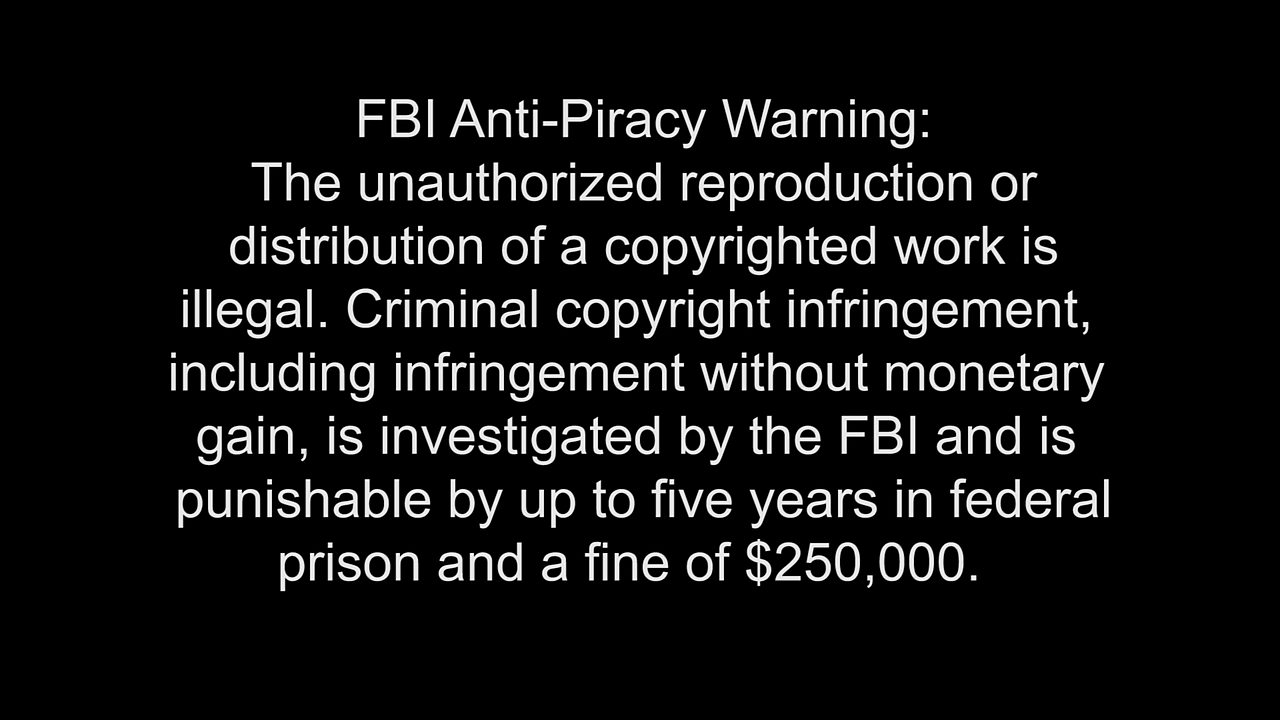 FBI Anti-Piracy Warning:
The unauthorized reproduction or
distribution of a copyrighted work is
illegal. Criminal copyright infringement,
including infringement without monetary
gain, is investigated by the FBI and is
punishable by up to five years in federal
prison and a fine of $250,000.